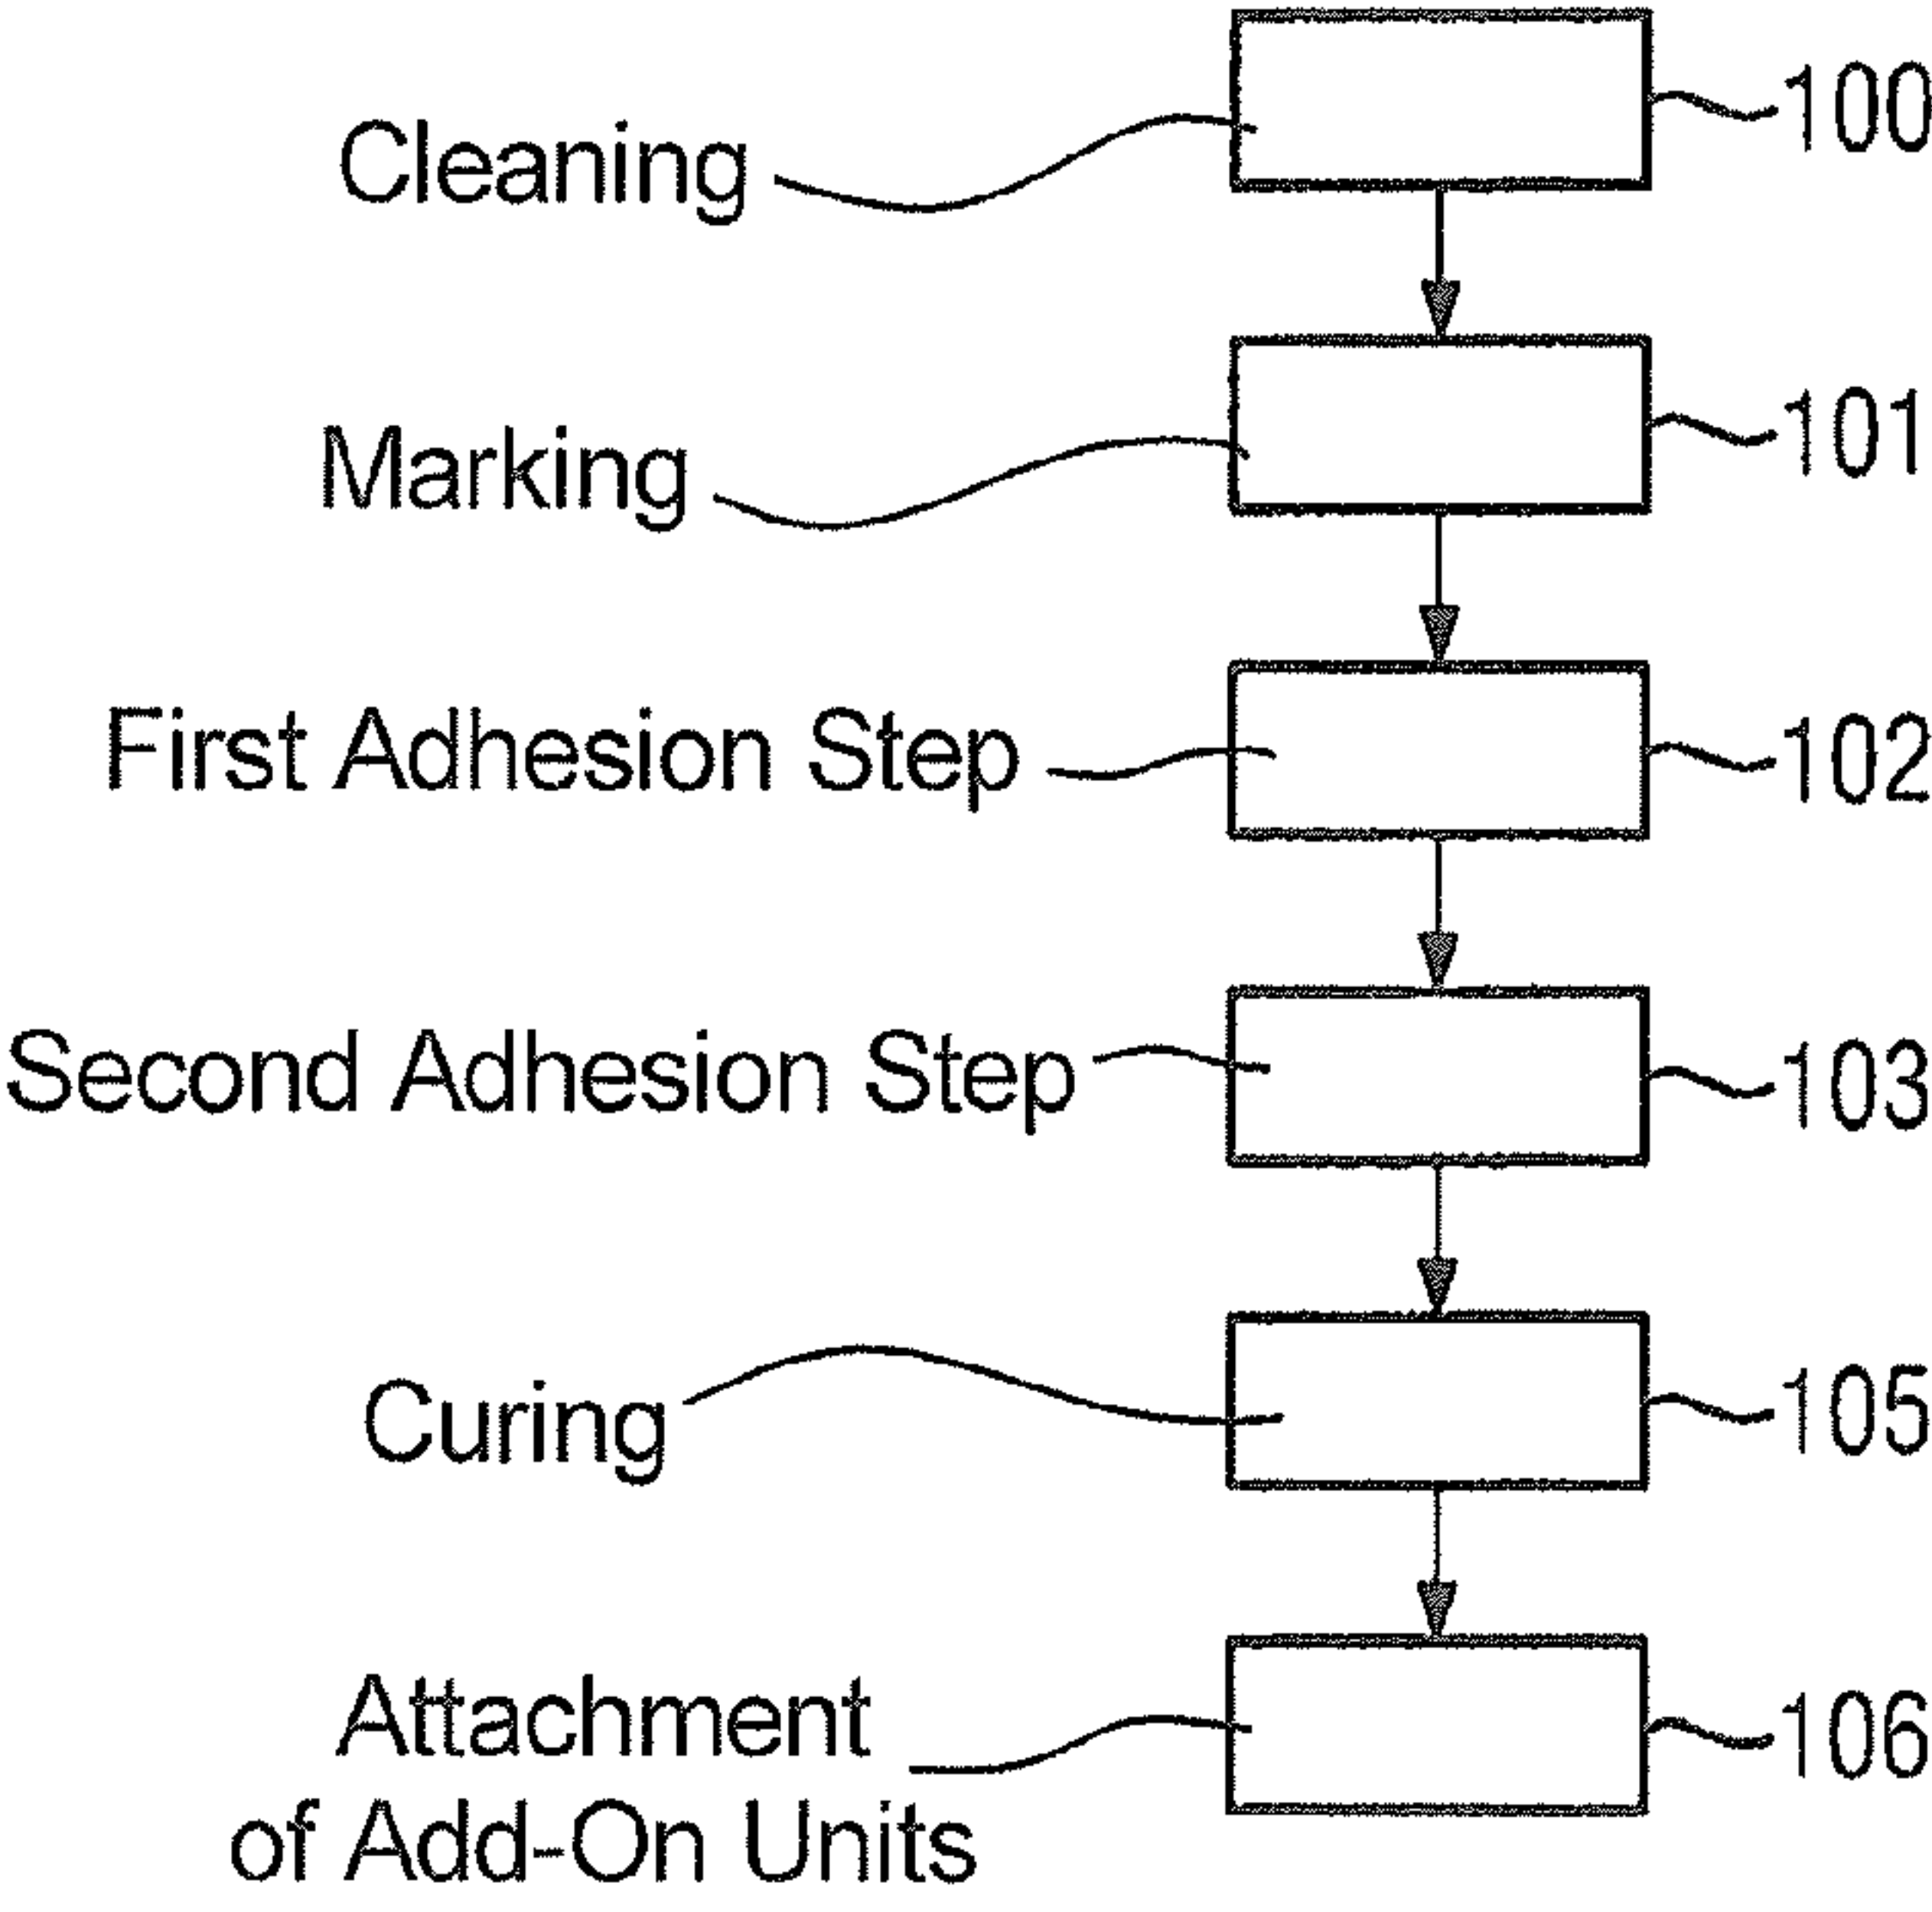 Cleaning
100
Marking
101
First Adhesion Step
102
Second Adhesion Step
103
Curing
105
Attachment
of Add-On Units
106